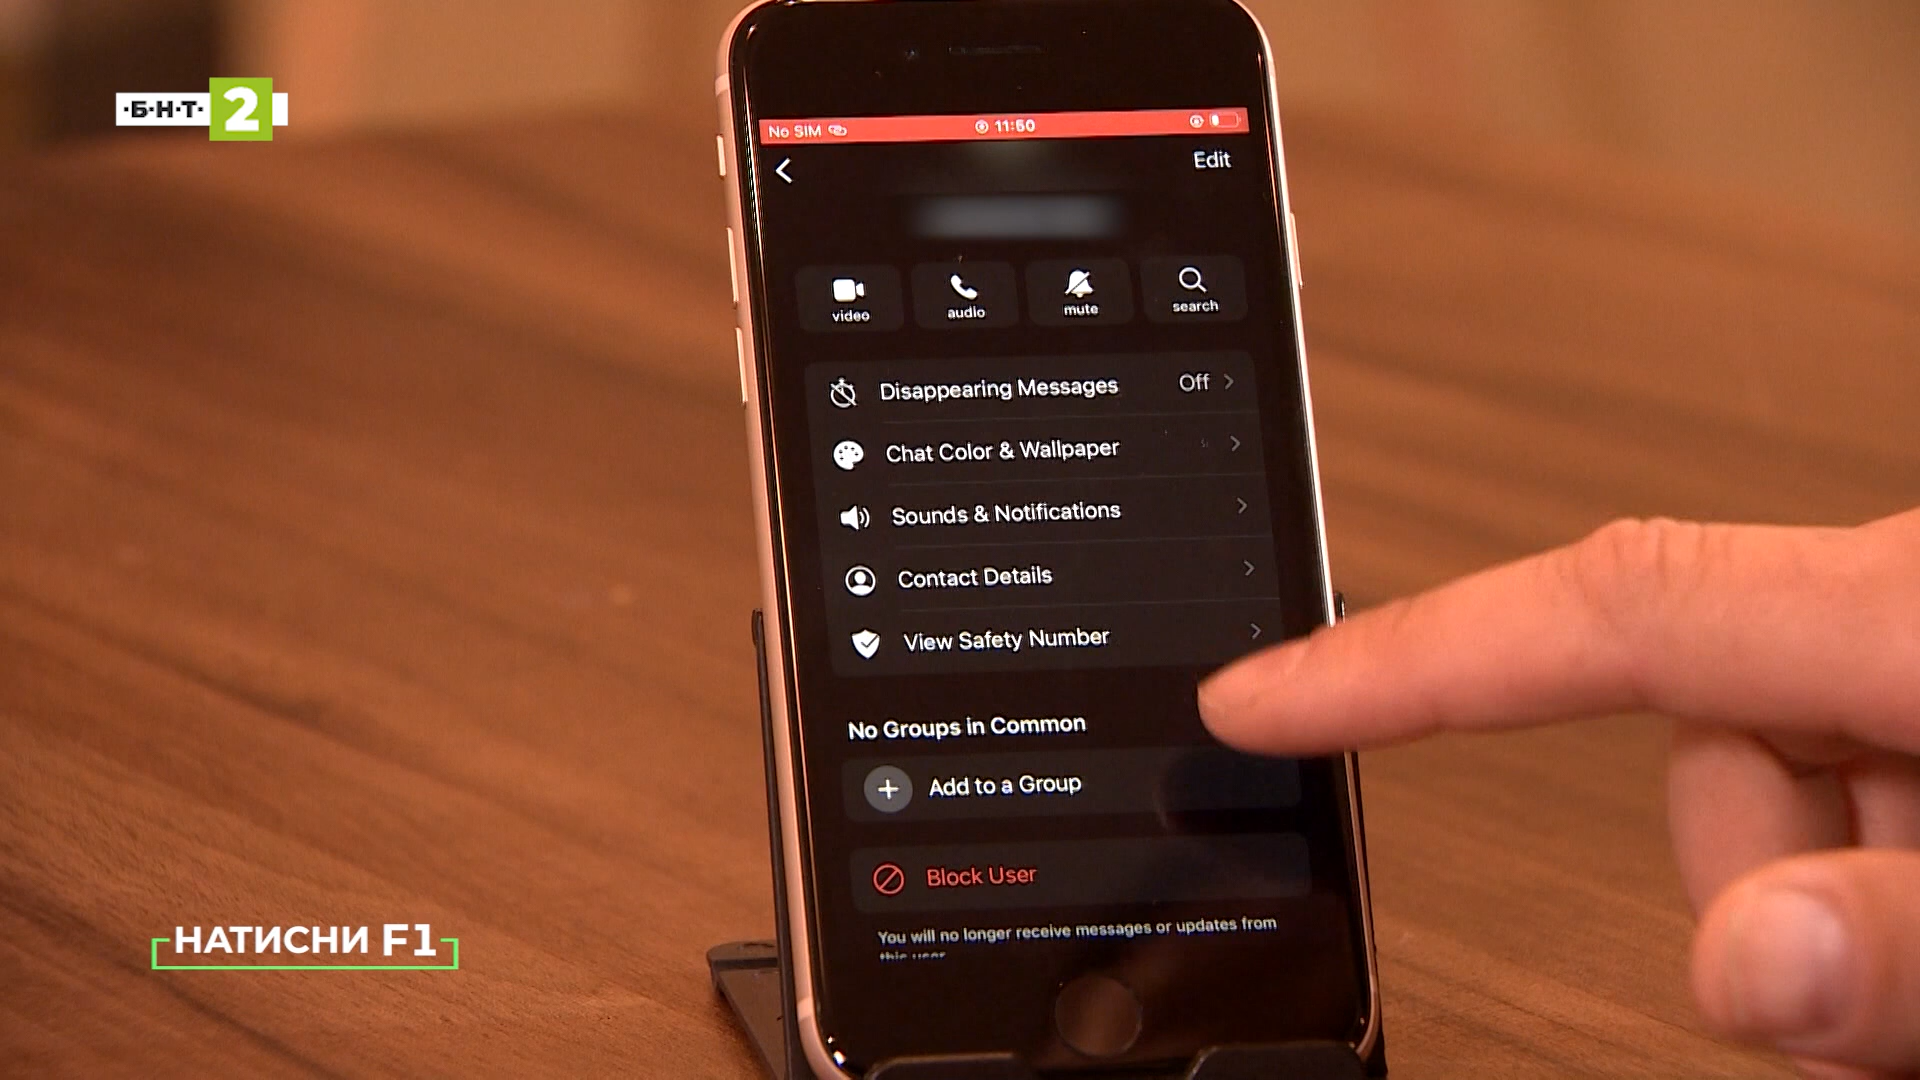 ·Б·Н·Т· 2
No SIM 11:50
Edit
video audio mute search
Disappearing Messages Off
Chat Color & Wallpaper
Sounds & Notifications
Contact Details
View Safety Number
No Groups in Common
Add to a Group
Block User
You will no longer receive messages or updates from
this user
НАТИСНИ F1